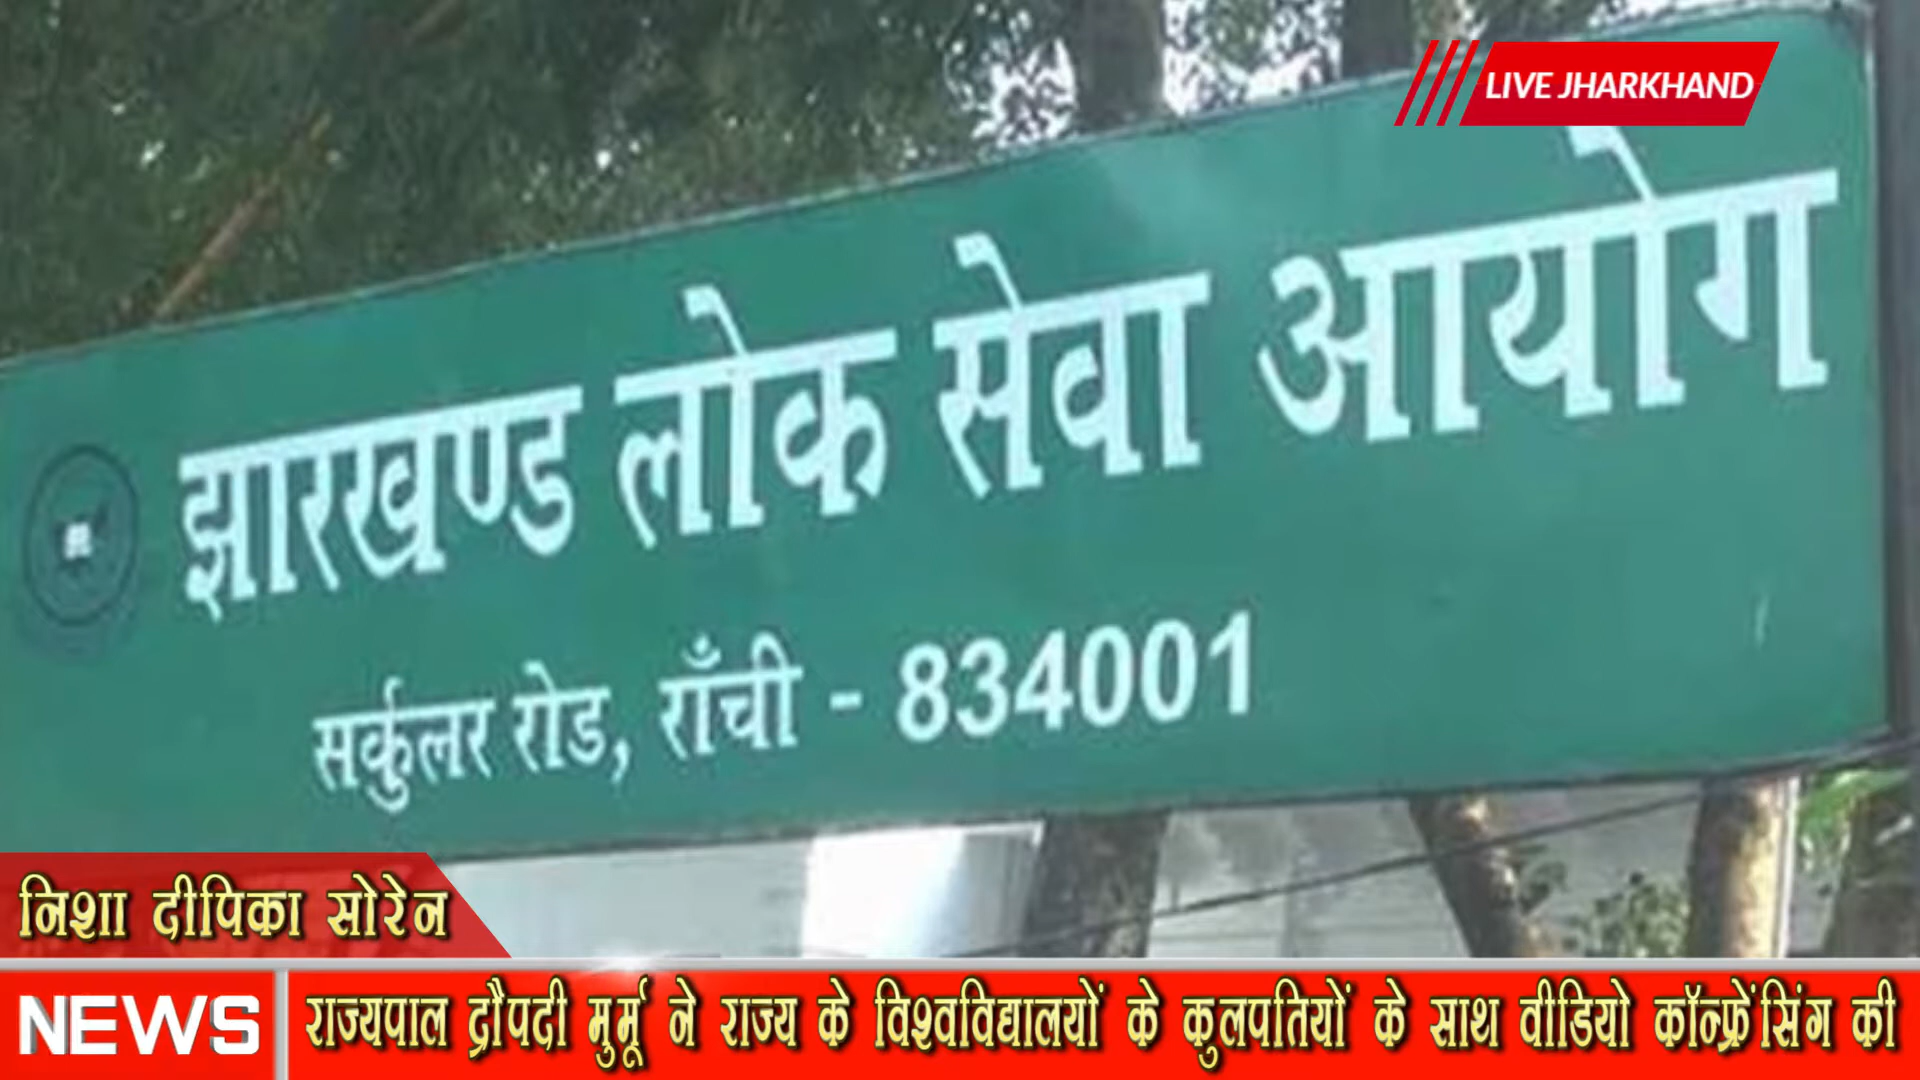 LIVE JHARKHAND
झारखण्ड लोक सेवा आयोग
सर्कुलर रोड, राँची - 834001
निशा दीपिका सोरेन
NEWS
राज्यपाल द्रौपदी मुर्मू ने राज्य के विश्वविद्यालयों के कुलपतियों के साथ वीडियो कॉन्फ्रेंसिंग की